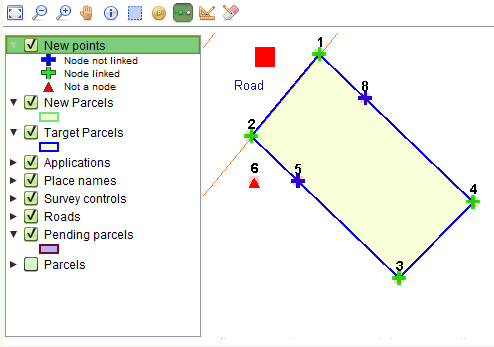 New points
Node not linked
Node linked
Not a node
New Parcels
Target Parcels
Applications
Place names
Survey controls
Roads
Pending parcels
Parcels
1
Road
8
2
6
5
4
3